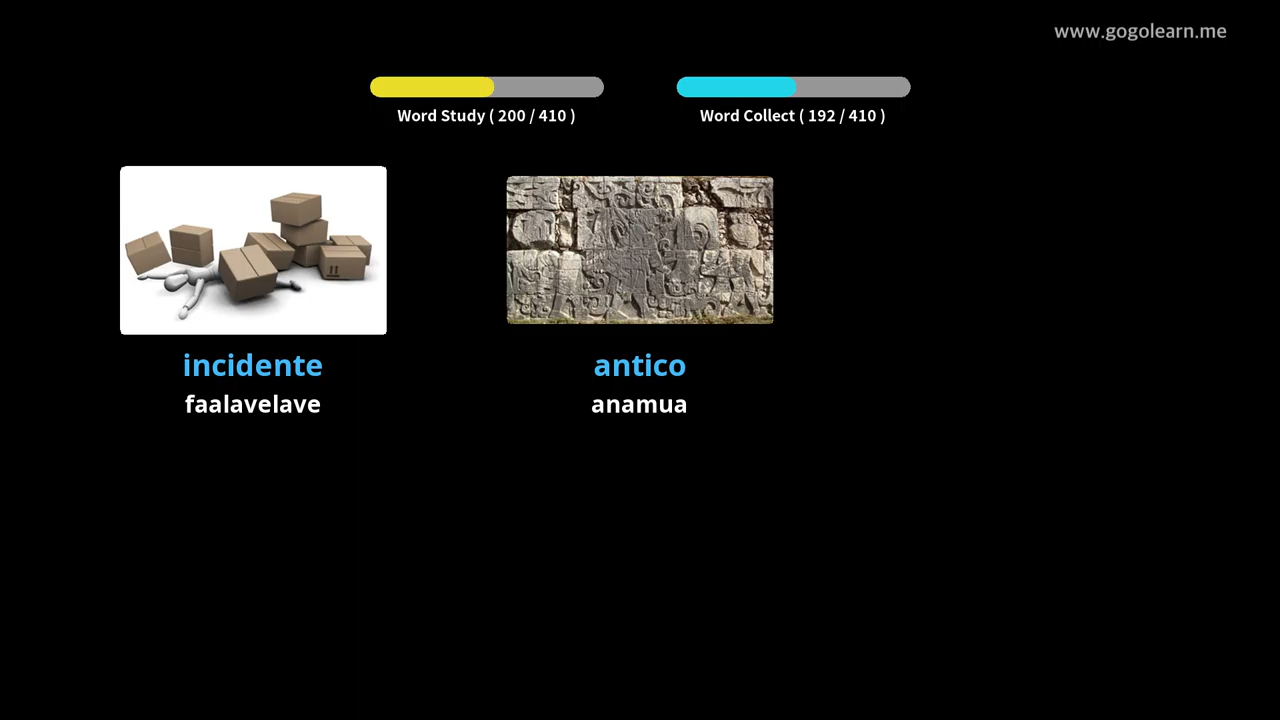 www.gogolearn.me
Word Study ( 200 / 410 )
Word Collect ( 192 / 410 )
incidente
faalavelave
antico
anamua